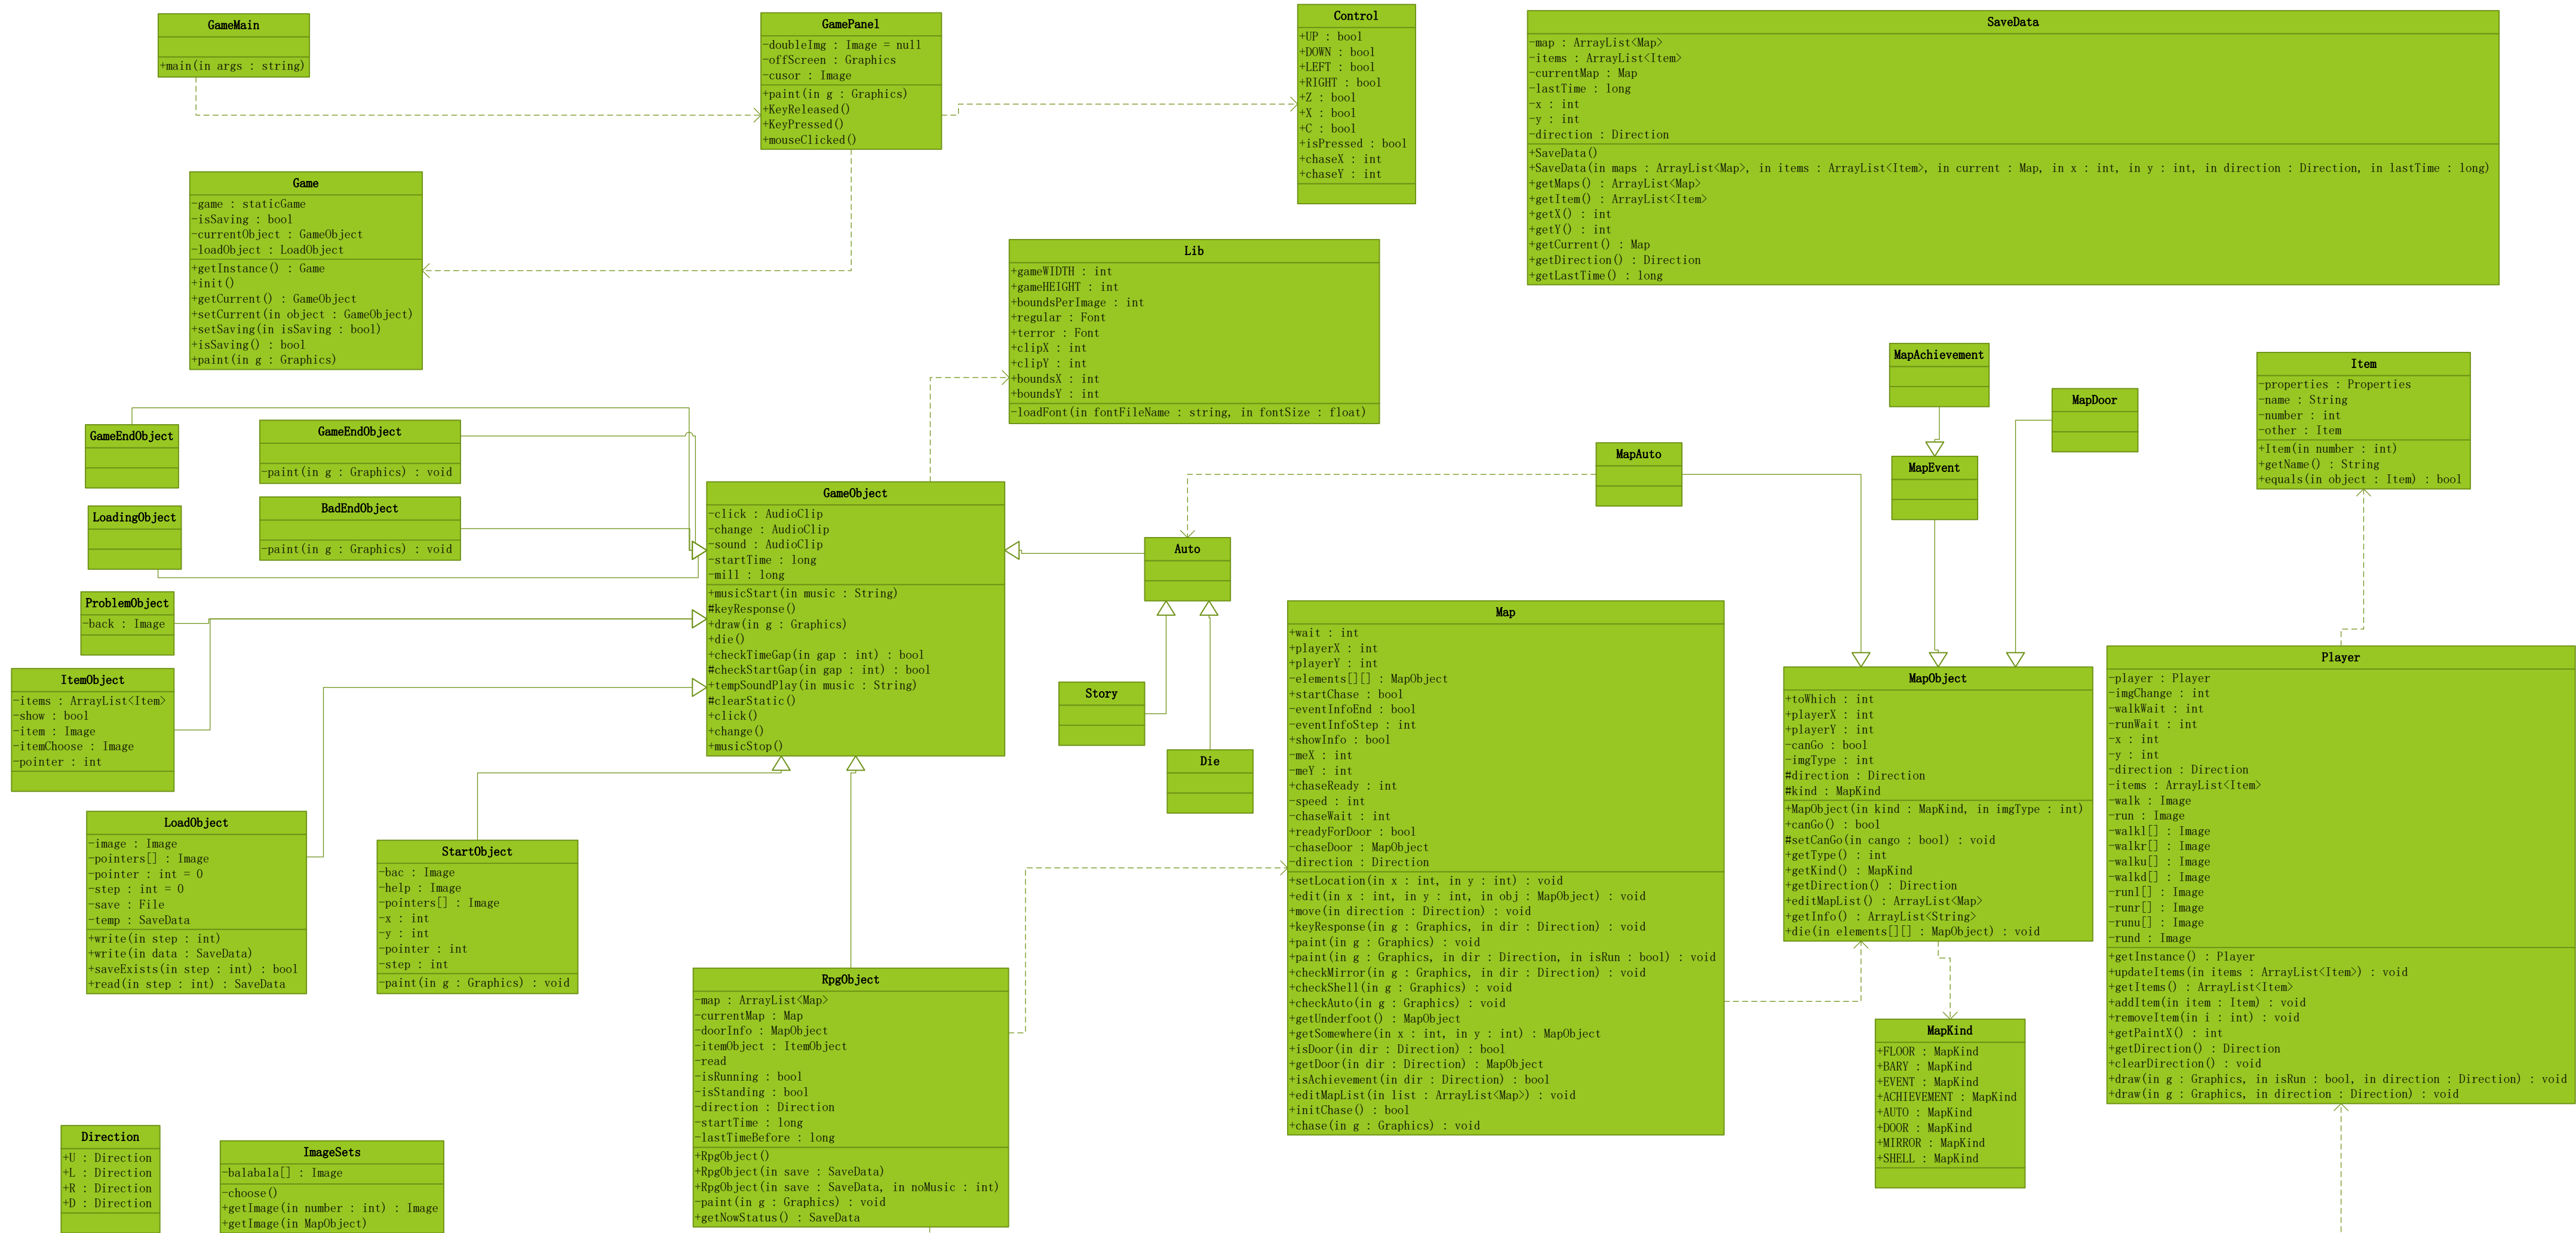 GameMain
+main(in args : string)
GamePanel
-doubleImg : Image = null
-offScreen : Graphics
-cusor : Image
+paint(in g : Graphics)
+KeyReleased()
+KeyPressed()
+mouseClicked()
Control
+UP : bool
+DOWN : bool
+LEFT : bool
+RIGHT : bool
+Z : bool
+X : bool
+C : bool
+isPressed : bool
+chaseX : int
+chaseY : int
SaveData
-map : ArrayList<Map>
-items : ArrayList<Item>
-currentMap : Map
-lastTime : long
-x : int
-y : int
-direction : Direction
+SaveData()
+SaveData(in maps : ArrayList<Map>, in items : ArrayList<Item>, in current : Map, in x : int, in y : int, in direction : Direction, in lastTime : long)
+getMaps() : ArrayList<Map>
+getItem() : ArrayList<Item>
+getX() : int
+getY() : int
+getCurrent() : Map
+getDirection() : Direction
+getLastTime() : long
Game
-game : staticGame
-isSaving : bool
-currentObject : GameObject
-loadObject : LoadObject
+getInstance() : Game
+init()
+getCurrent() : GameObject
+setCurrent(in object : GameObject)
+setSaving(in isSaving : bool)
+isSaving() : bool
+paint(in g : Graphics)
Lib
+gameWIDTH : int
+gameHEIGHT : int
+boundsPerImage : int
+regular : Font
+terror : Font
+clipX : int
+clipY : int
+boundsX : int
+boundsY : int
-loadFont(in fontFileName : string, in fontSize : float)
MapAchievement
MapDoor
Item
-properties : Properties
-name : String
-number : int
-other : Item
+Item(in number : int)
+getName() : String
+equals(in object : Item) : bool
MapAuto
MapEvent
GameEndObject
GameEndObject
-paint(in g : Graphics) : void
LoadingObject
BadEndObject
-paint(in g : Graphics) : void
GameObject
-click : AudioClip
-change : AudioClip
-sound : AudioClip
-startTime : long
-mill : long
+musicStart(in music : String)
#keyResponse()
+draw(in g : Graphics)
+die()
+checkTimeGap(in gap : int) : bool
#checkStartGap(in gap : int) : bool
+tempSoundPlay(in music : String)
#clearStatic()
+click()
+change()
+musicStop()
Auto
Story
Die
ProblemObject
-back : Image
ItemObject
-items : ArrayList<Item>
-show : bool
-item : Image
-itemChoose : Image
-pointer : int
LoadObject
-image : Image
-pointers[] : Image
-pointer : int = 0
-step : int = 0
-save : File
-temp : SaveData
+write(in step : int)
+write(in data : SaveData)
+saveExists(in step : int) : bool
+read(in step : int) : SaveData
StartObject
-bac : Image
-help : Image
-pointers[] : Image
-x : int
-y : int
-pointer : int
-step : int
-paint(in g : Graphics) : void
Map
+wait : int
+playerX : int
+playerY : int
-elements[][] : MapObject
+startChase : bool
-eventInfoEnd : bool
-eventInfoStep : int
+showInfo : bool
-meX : int
-meY : int
+chaseReady : int
-speed : int
-chaseWait : int
+readyForDoor : bool
-chaseDoor : MapObject
-direction : Direction
+setLocation(in x : int, in y : int) : void
+edit(in x : int, in y : int, in obj : MapObject) : void
+move(in direction : Direction) : void
+keyResponse(in g : Graphics, in dir : Direction) : void
+paint(in g : Graphics) : void
+paint(in g : Graphics, in dir : Direction, in isRun : bool) : void
+checkMirror(in g : Graphics, in dir : Direction) : void
+checkShell(in g : Graphics) : void
+checkAuto(in g : Graphics) : void
+getUnderfoot() : MapObject
+getSomewhere(in x : int, in y : int) : MapObject
+isDoor(in dir : Direction) : bool
+getDoor(in dir : Direction) : MapObject
+isAchievement(in dir : Direction) : bool
+editMapList(in list : ArrayList<Map>) : void
+initChase() : bool
+chase(in g : Graphics) : void
MapObject
+toWhich : int
+playerX : int
+playerY : int
-canGo : bool
-imgType : int
#direction : Direction
#kind : MapKind
+MapObject(in kind : MapKind, in imgType : int)
+canGo() : bool
#setCanGo(in cango : bool) : void
+getType() : int
+getKind() : MapKind
+getDirection() : Direction
+editMapList() : ArrayList<Map>
+getInfo() : ArrayList<String>
+die(in elements[][] : MapObject) : void
Player
-player : Player
-imgChange : int
-walkWait : int
-runWait : int
-x : int
-y : int
-direction : Direction
-items : ArrayList<Item>
-walk : Image
-run : Image
-walkl[] : Image
-walkr[] : Image
-walku[] : Image
-walkd[] : Image
-runl[] : Image
-runr[] : Image
-runu[] : Image
-rund : Image
+getInstance() : Player
+updateItems(in items : ArrayList<Item>) : void
+getItems() : ArrayList<Item>
+addItem(in item : Item) : void
+removeItem(in i : int) : void
+getPaintX() : int
+getDirection() : Direction
+clearDirection() : void
+draw(in g : Graphics, in isRun : bool, in direction : Direction) : void
+draw(in g : Graphics, in direction : Direction) : void
RpgObject
-map : ArrayList<Map>
-currentMap : Map
-doorInfo : MapObject
-itemObject : ItemObject
-read
-isRunning : bool
-isStanding : bool
-direction : Direction
-startTime : long
-lastTimeBefore : long
+RpgObject()
+RpgObject(in save : SaveData)
+RpgObject(in save : SaveData, in noMusic : int)
-paint(in g : Graphics) : void
+getNowStatus() : SaveData
MapKind
+FLOOR : MapKind
+BARY : MapKind
+EVENT : MapKind
+ACHIEVEMENT : MapKind
+AUTO : MapKind
+DOOR : MapKind
+MIRROR : MapKind
+SHELL : MapKind
Direction
+U : Direction
+L : Direction
+R : Direction
+D : Direction
ImageSets
-balabala[] : Image
-choose()
+getImage(in number : int) : Image
+getImage(in MapObject)